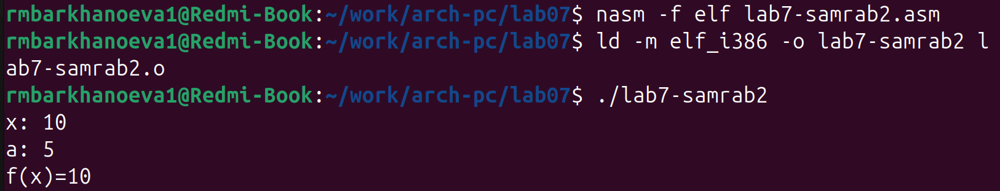 rmbarkhanoeva1@Redmi-Book:~/work/arch-pc/lab07$ nasm -f elf lab7-samrab2.asm
rmbarkhanoeva1@Redmi-Book:~/work/arch-pc/lab07$ ld -m elf_i386 -o lab7-samrab2 l
ab7-samrab2.o
rmbarkhanoeva1@Redmi-Book:~/work/arch-pc/lab07$ ./lab7-samrab2
x: 10
a: 5
f(x)=10